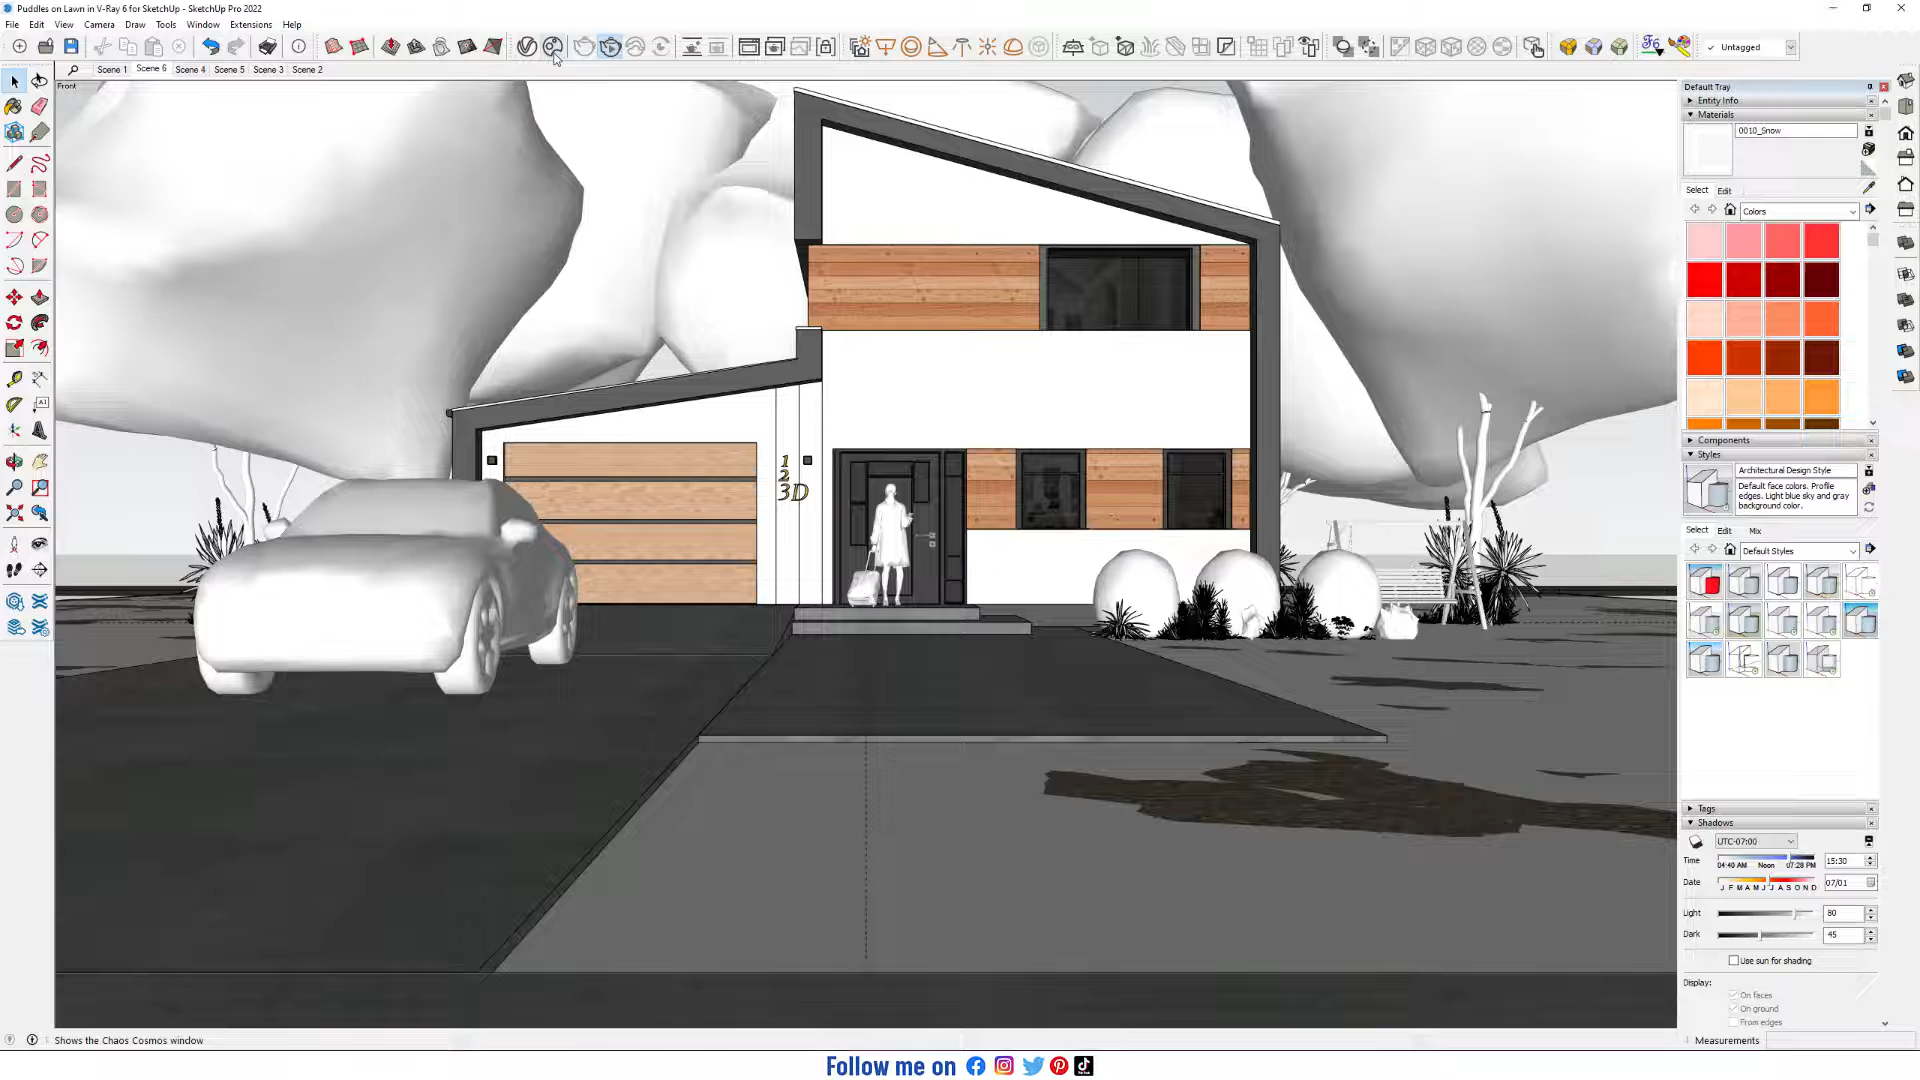 Puddles on Lawn in V-Ray 6 for SketchUp - SketchUp Pro 2022
File Edit View Camera Draw Tools Window Extensions Help
Untagged
Scene 1 Scene 6 Scene 4 Scene 5 Scene 3 Scene 2
Front
Default Tray
Entity Info
Materials
0010_Snow
Select Edit
Colors
Components
Styles
Architectural Design Style
Default face colors. Profile
edges. Light blue sky and gray
background color.
Select Edit Mix
Default Styles
Tags
Shadows
UTC-07:00
Time 04:40 AM Noon 07:28 PM 15:30
Date J F M A M J J A S O N D 07/01
Light 80
Dark 45
Use sun for shading
Display:
On faces
On ground
From edges
1
2
3D
A1
Shows the Chaos Cosmos window
Measurements
Follow me on